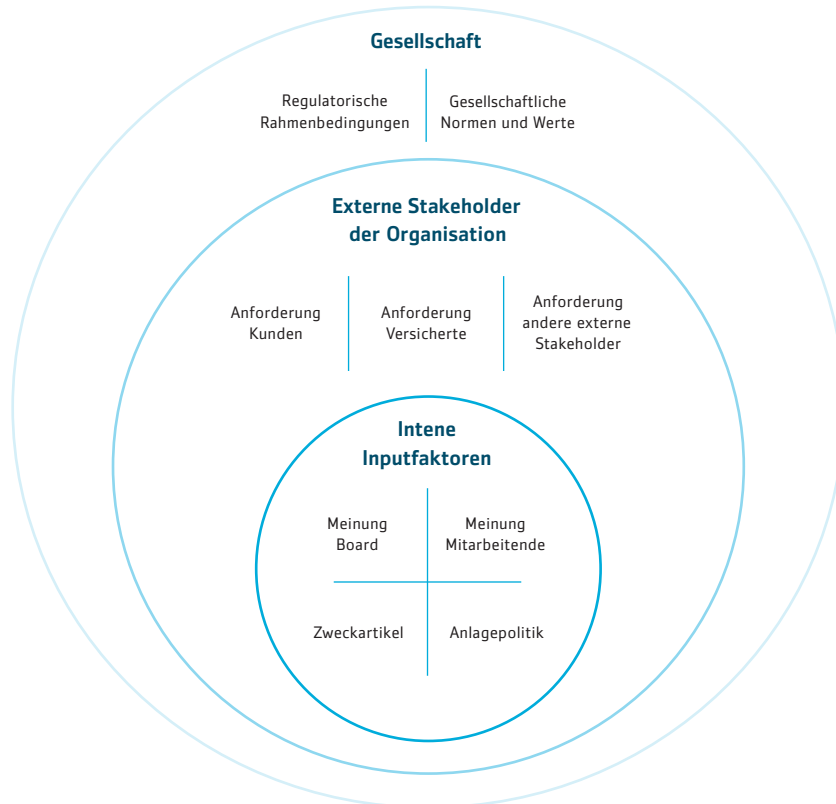 Gesellschaft
Regulatorische
Rahmenbedingungen
Gesellschaftliche
Normen und Werte
Externe Stakeholder
der Organisation
Anforderung
Kunden
Anforderung
Versicherte
Anforderung
andere externe
Stakeholder
Intene
Inputfaktoren
Meinung
Board
Meinung
Mitarbeitende
Zweckartikel
Anlagepolitik